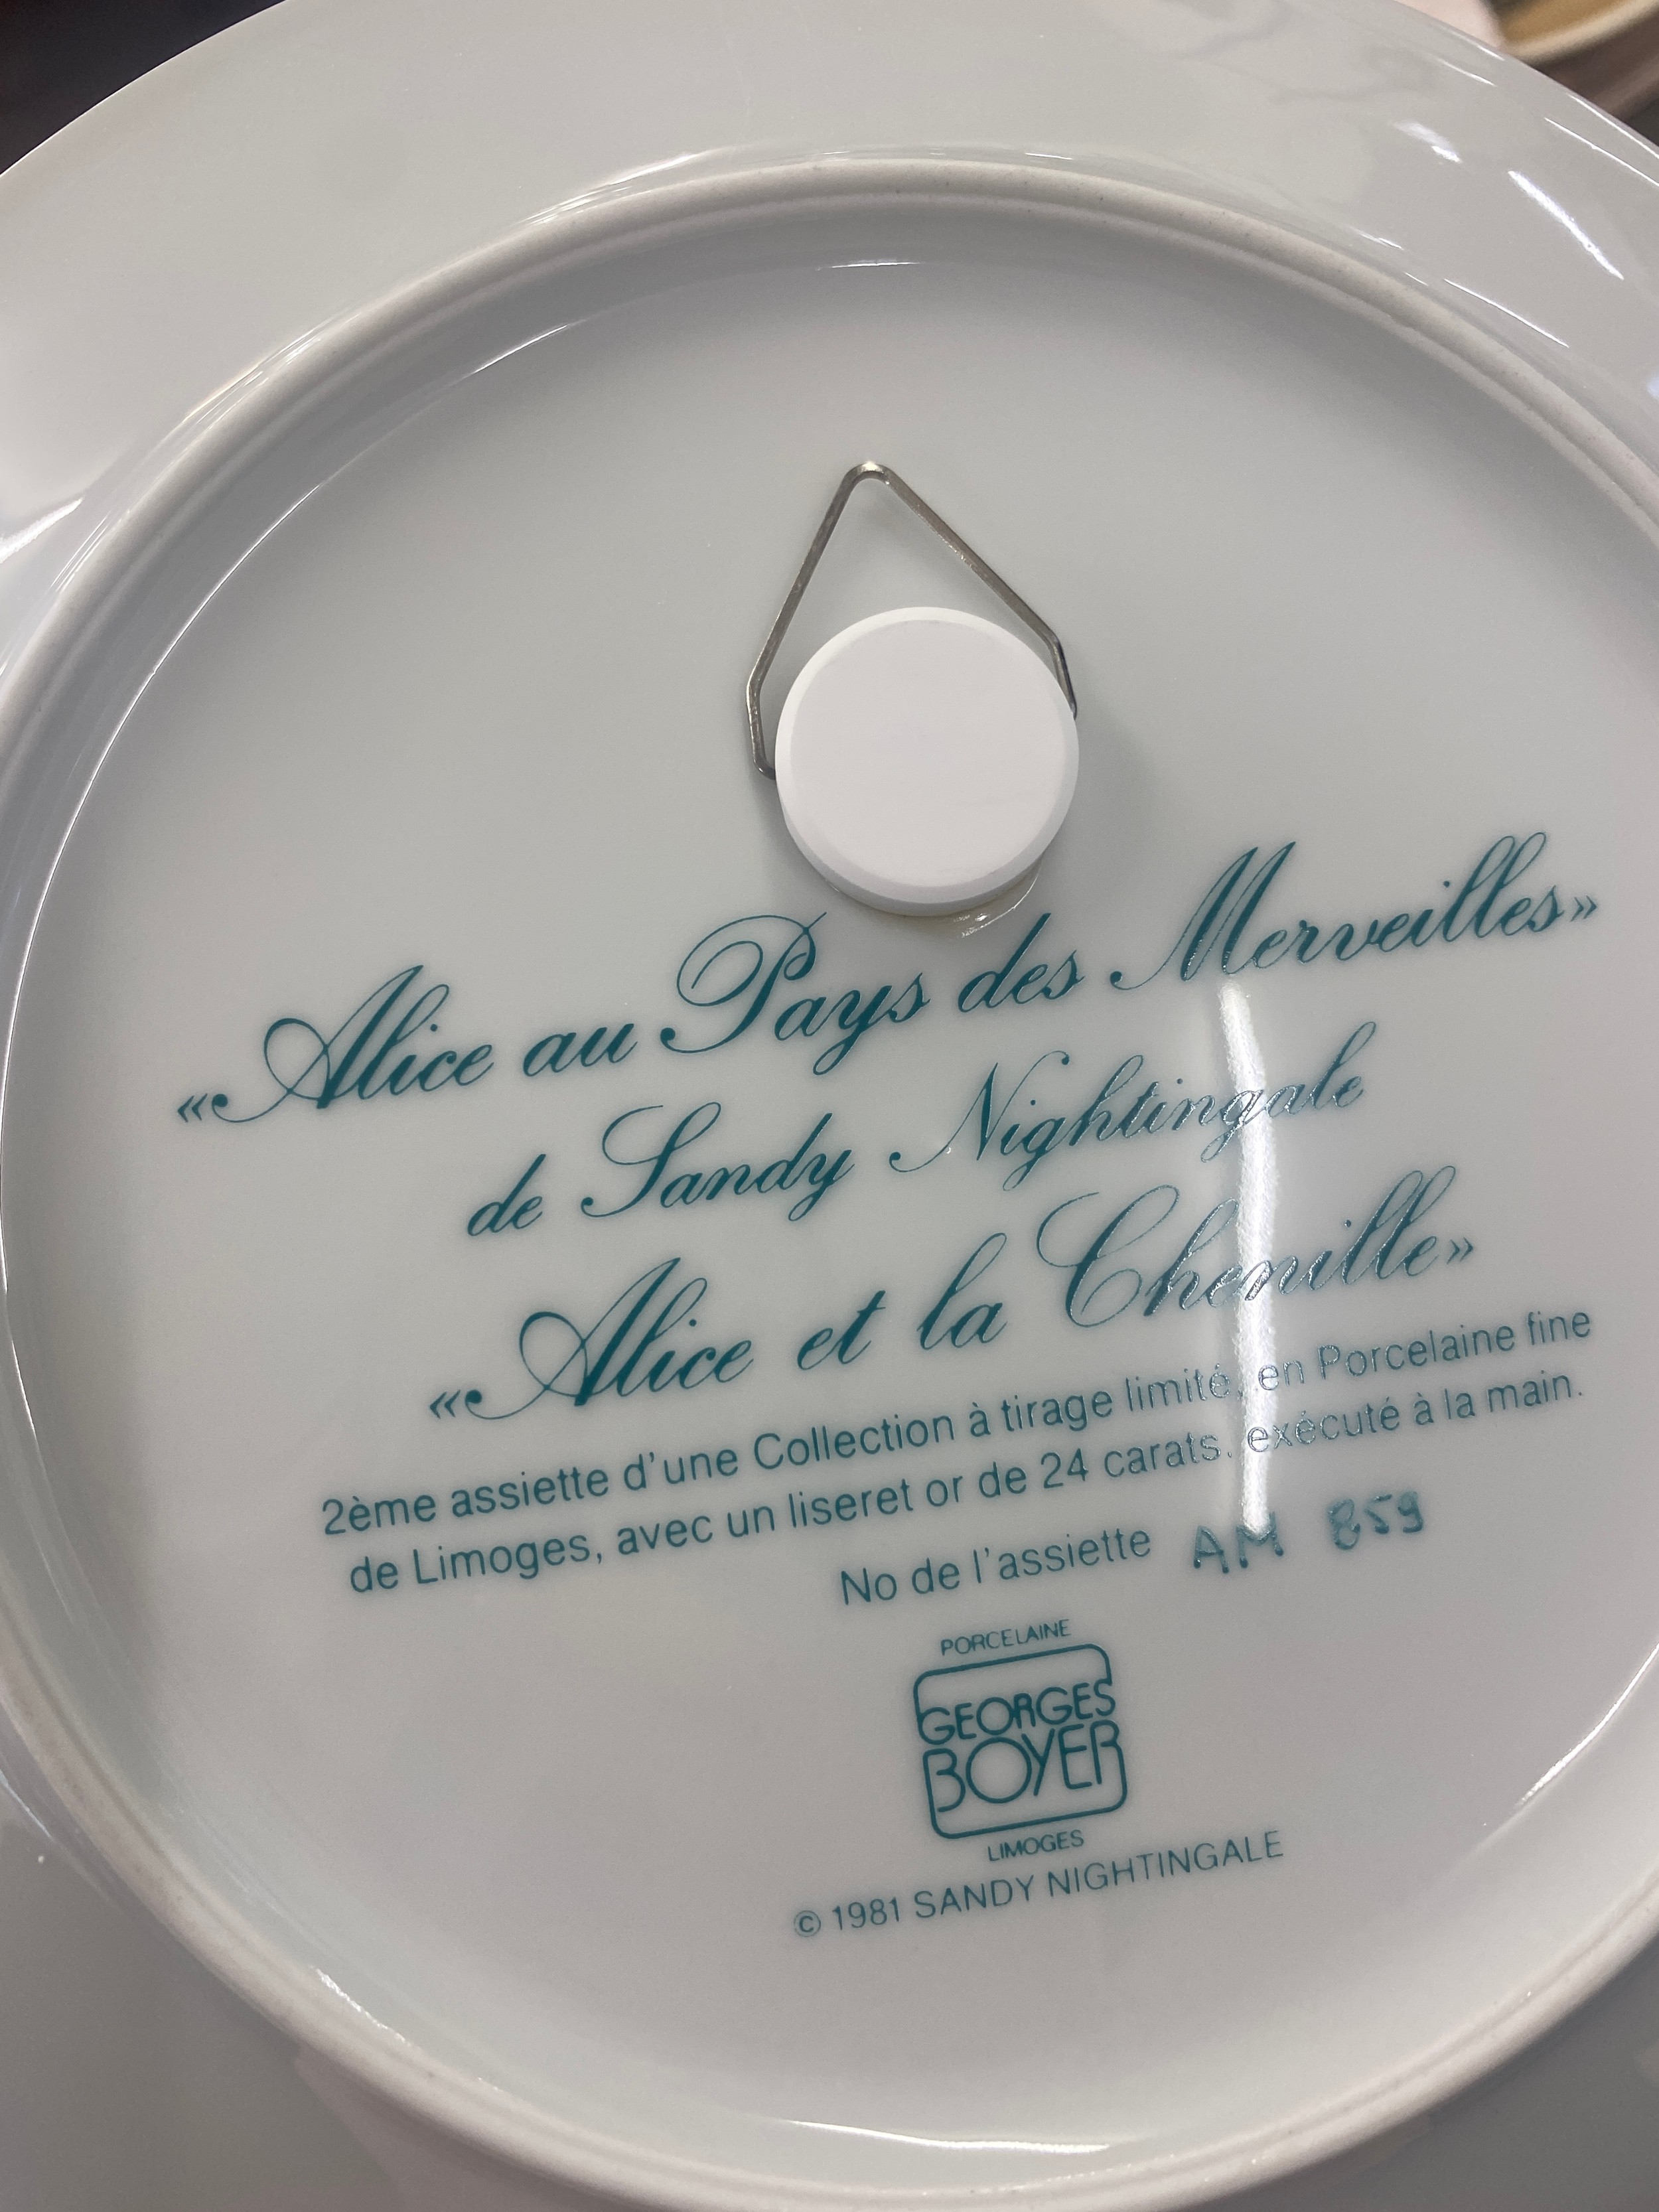 «Alice au Pays des Merveilles»
de Sandy Nightingale
«Alice et la Chenille»
2ème assiette d'une Collection à tirage limité, en Porcelaine fine
de Limoges, avec un liseret or de 24 carats, exécuté à la main.
No de l'assiette AM 859
PORCELAINE
GEORGES
BOYER
LIMOGES
© 1981 SANDY NIGHTINGALE